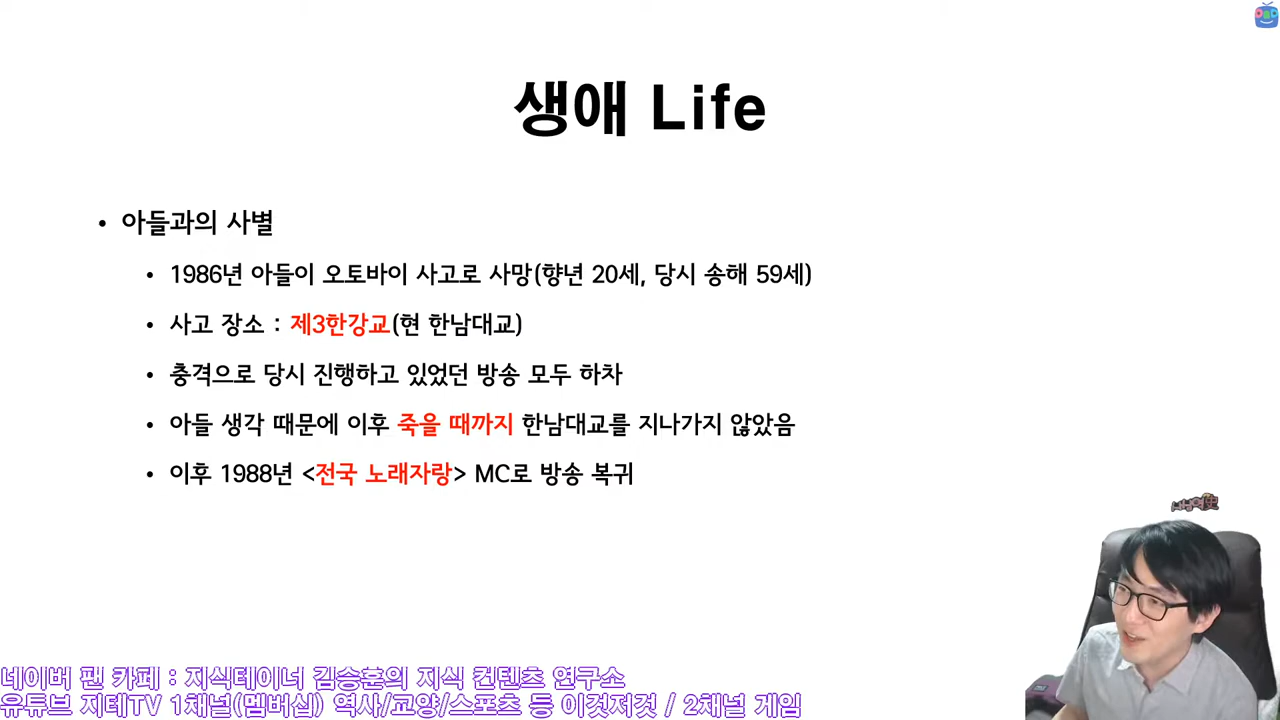 생애 Life
• 아들과의 사별
• 1986년 아들이 오토바이 사고로 사망(향년 20세, 당시 송해 59세)
• 사고 장소 : 제3한강교(현 한남대교)
• 충격으로 당시 진행하고 있었던 방송 모두 하차
• 아들 생각 때문에 이후 죽을 때까지 한남대교를 지나가지 않았음
• 이후 1988년 <전국 노래자랑> MC로 방송 복귀
네이버 팬 카페 : 지식테이너 김승훈의 지식 컨텐츠 연구소
유튜브 지테TV 1채널(멤버십) 역사/교양/스포츠 등 이것저것 / 2채널 게임